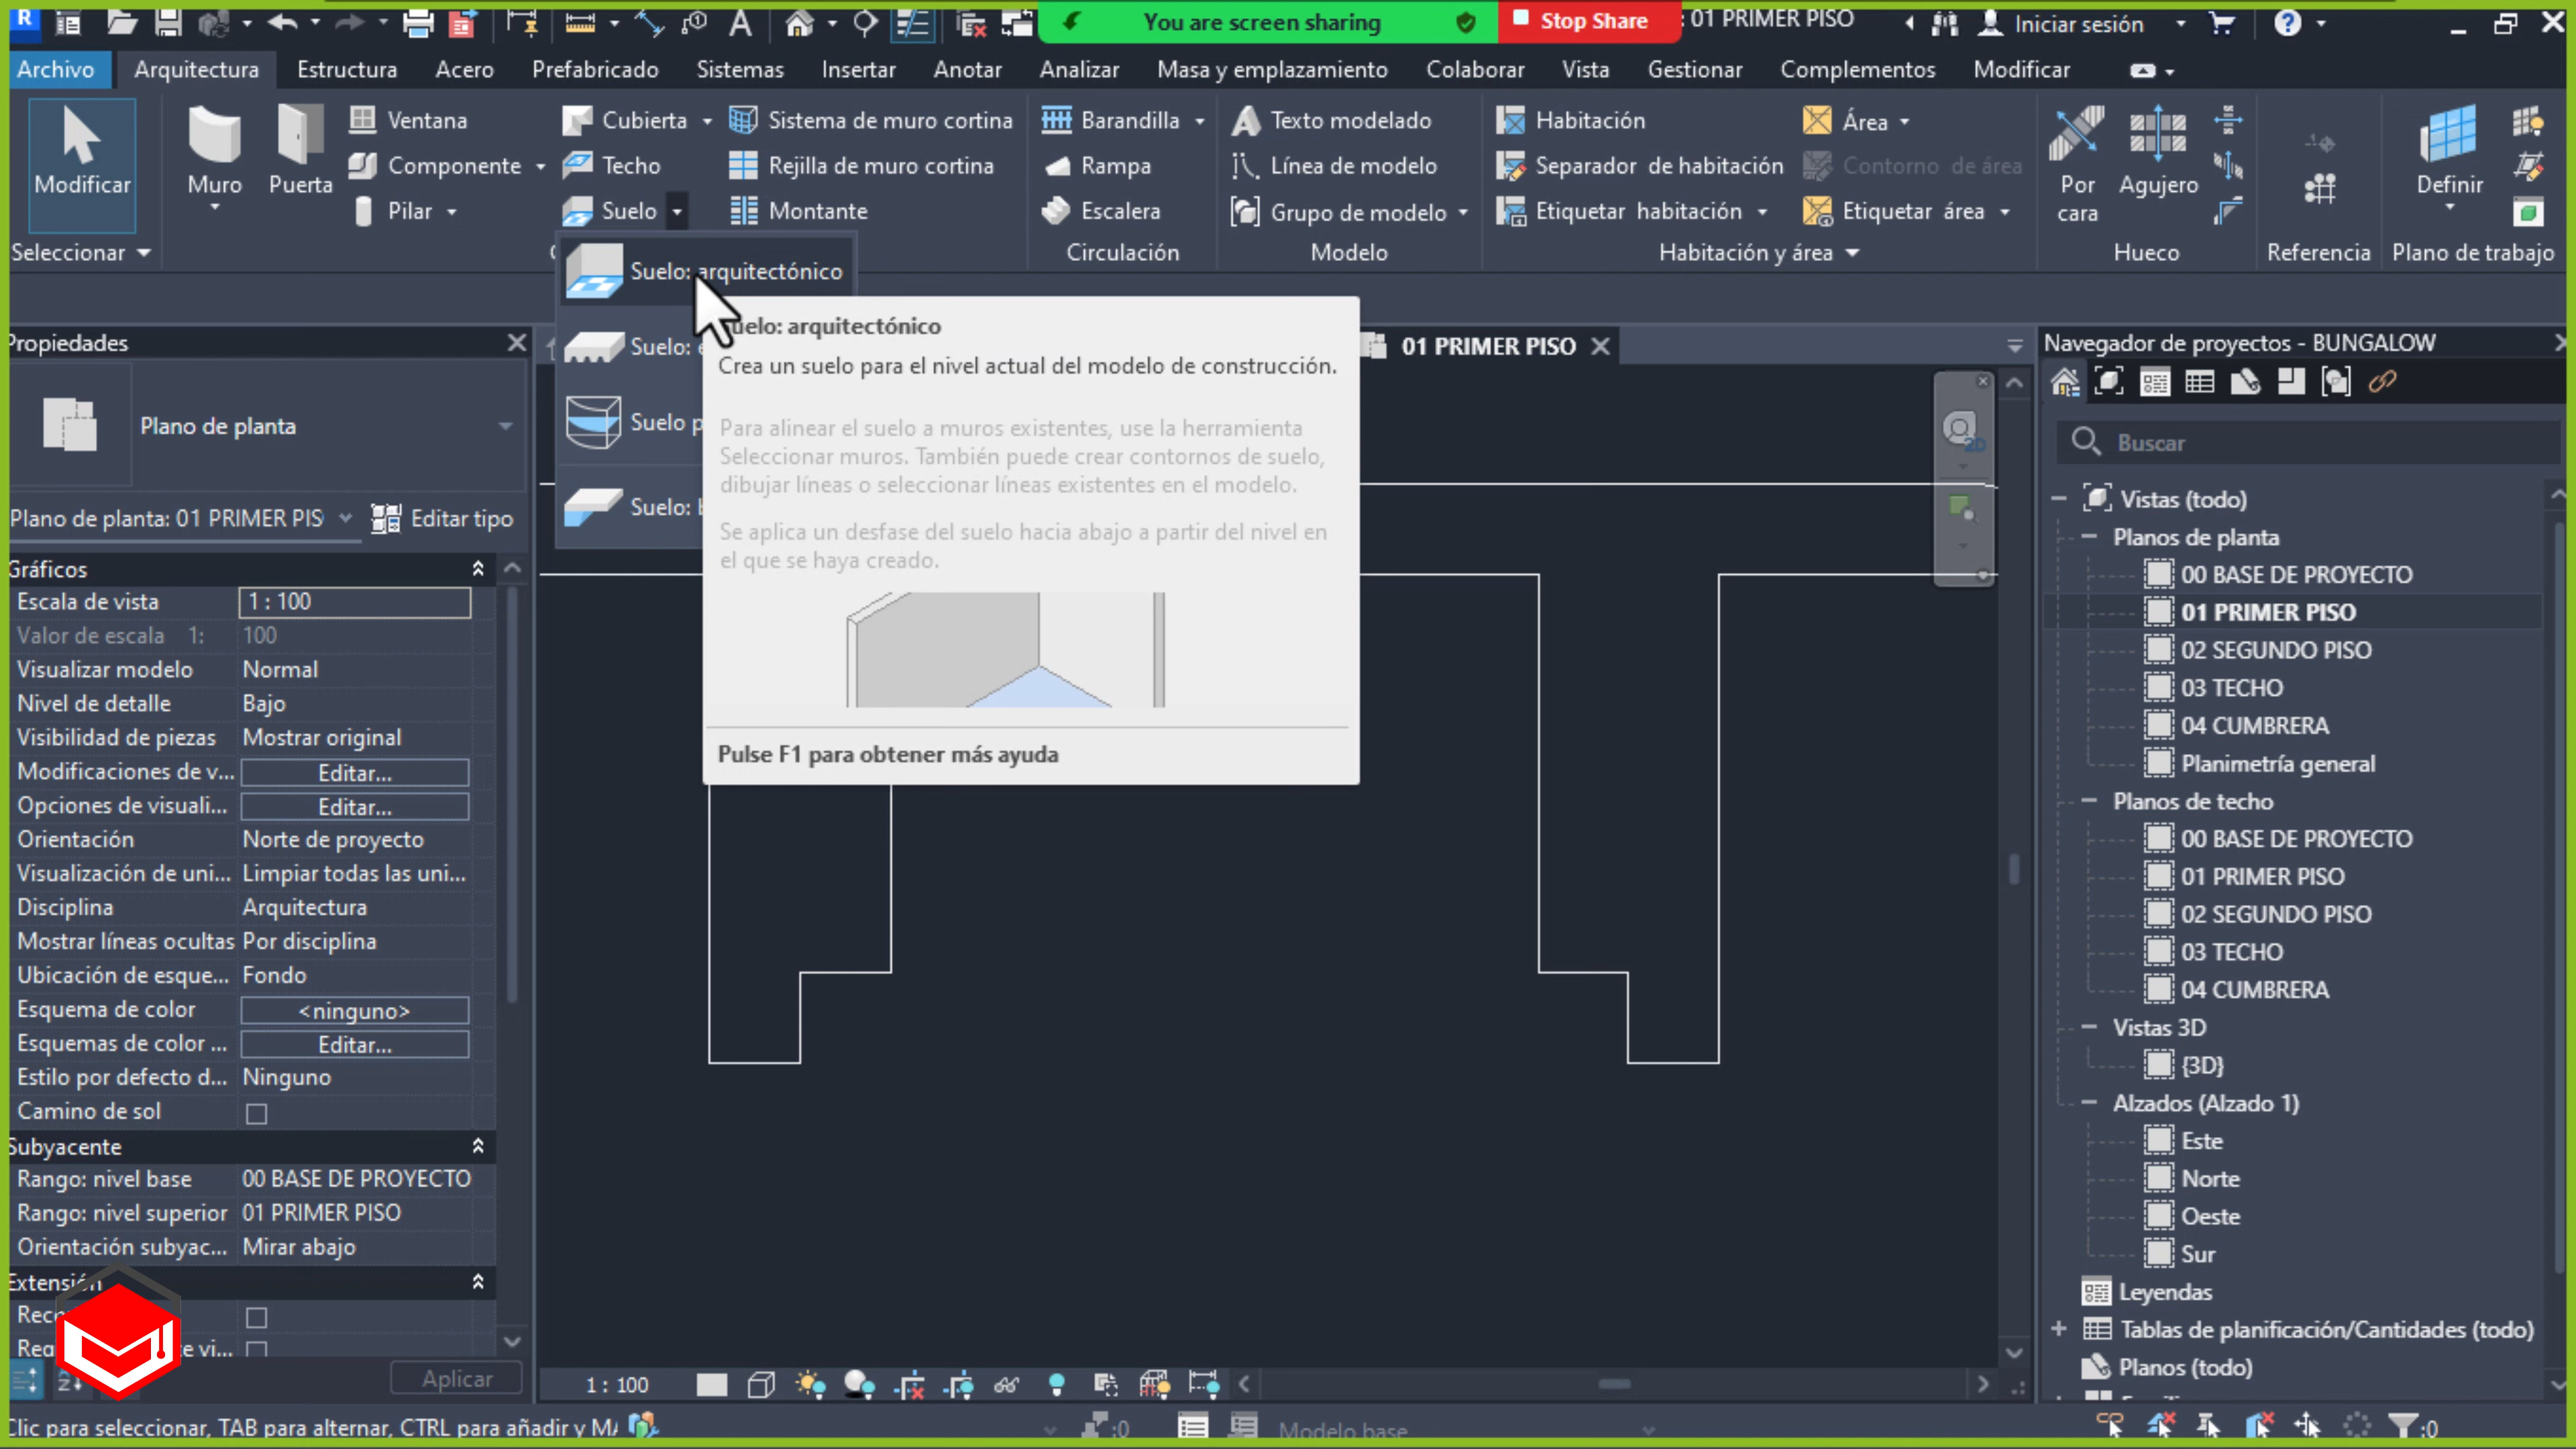 You are screen sharing
Stop Share
: 01 PRIMER PISO
Iniciar sesión
Archivo
Arquitectura
Estructura
Acero
Prefabricado
Sistemas
Insertar
Anotar
Analizar
Masa y emplazamiento
Colaborar
Vista
Gestionar
Complementos
Modificar
Modificar
Muro
Puerta
Ventana
Componente
Pilar
Cubierta
Techo
Suelo
Sistema de muro cortina
Rejilla de muro cortina
Montante
Barandilla
Rampa
Escalera
Texto modelado
Línea de modelo
Grupo de modelo
Habitación
Separador de habitación
Etiquetar habitación
Área
Contorno de área
Etiquetar área
Por cara
Agujero
Definir
Seleccionar
Circulación
Modelo
Habitación y área
Hueco
Referencia
Plano de trabajo
Suelo: arquitectónico
Suelo:
Suelo p
Suelo:
uelo: arquitectónico
Crea un suelo para el nivel actual del modelo de construcción.
Para alinear el suelo a muros existentes, use la herramienta
Seleccionar muros. También puede crear contornos de suelo,
dibujar líneas o seleccionar líneas existentes en el modelo.
Se aplica un desfase del suelo hacia abajo a partir del nivel en
el que se haya creado.
Pulse F1 para obtener más ayuda
01 PRIMER PISO
Propiedades
Plano de planta
Plano de planta: 01 PRIMER PIS
Editar tipo
Gráficos
Escala de vista 1 : 100
Valor de escala 1: 100
Visualizar modelo Normal
Nivel de detalle Bajo
Visibilidad de piezas Mostrar original
Modificaciones de v... Editar...
Opciones de visuali... Editar...
Orientación Norte de proyecto
Visualización de uni... Limpiar todas las uni...
Disciplina Arquitectura
Mostrar líneas ocultas Por disciplina
Ubicación de esque... Fondo
Esquema de color <ninguno>
Esquemas de color ... Editar...
Estilo por defecto d... Ninguno
Camino de sol
Subyacente
Rango: nivel base 00 BASE DE PROYECTO
Rango: nivel superior 01 PRIMER PISO
Orientación subyac... Mirar abajo
Extensión
Aplicar
1 : 100
Clic para seleccionar, TAB para alternar, CTRL para añadir y MA
:0
Modelo base
:0
Navegador de proyectos - BUNGALOW
Buscar
Vistas (todo)
Planos de planta
00 BASE DE PROYECTO
01 PRIMER PISO
02 SEGUNDO PISO
03 TECHO
04 CUMBRERA
Planimetría general
Planos de techo
00 BASE DE PROYECTO
01 PRIMER PISO
02 SEGUNDO PISO
03 TECHO
04 CUMBRERA
Vistas 3D
{3D}
Alzados (Alzado 1)
Este
Norte
Oeste
Sur
Leyendas
Tablas de planificación/Cantidades (todo)
Planos (todo)